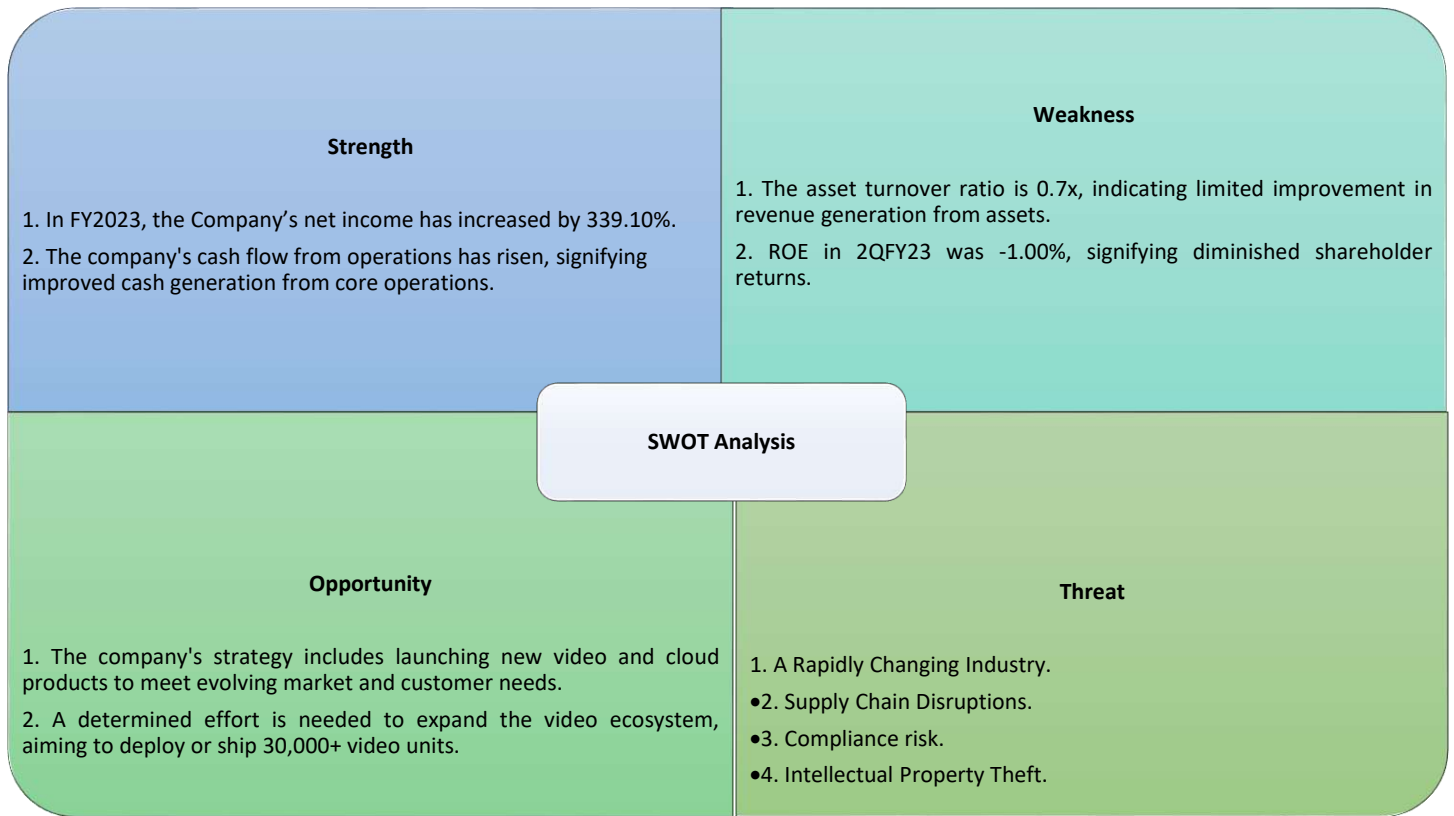 Strength
1. In FY2023, the Company’s net income has increased by 339.10%.
2. The company's cash flow from operations has risen, signifying
improved cash generation from core operations.
Weakness
1. The asset turnover ratio is 0.7x, indicating limited improvement in
revenue generation from assets.
2. ROE in 2QFY23 was -1.00%, signifying diminished shareholder
returns.
SWOT Analysis
Opportunity
1. The company's strategy includes launching new video and cloud
products to meet evolving market and customer needs.
2. A determined effort is needed to expand the video ecosystem,
aiming to deploy or ship 30,000+ video units.
Threat
1. A Rapidly Changing Industry.
•2. Supply Chain Disruptions.
•3. Compliance risk.
•4. Intellectual Property Theft.